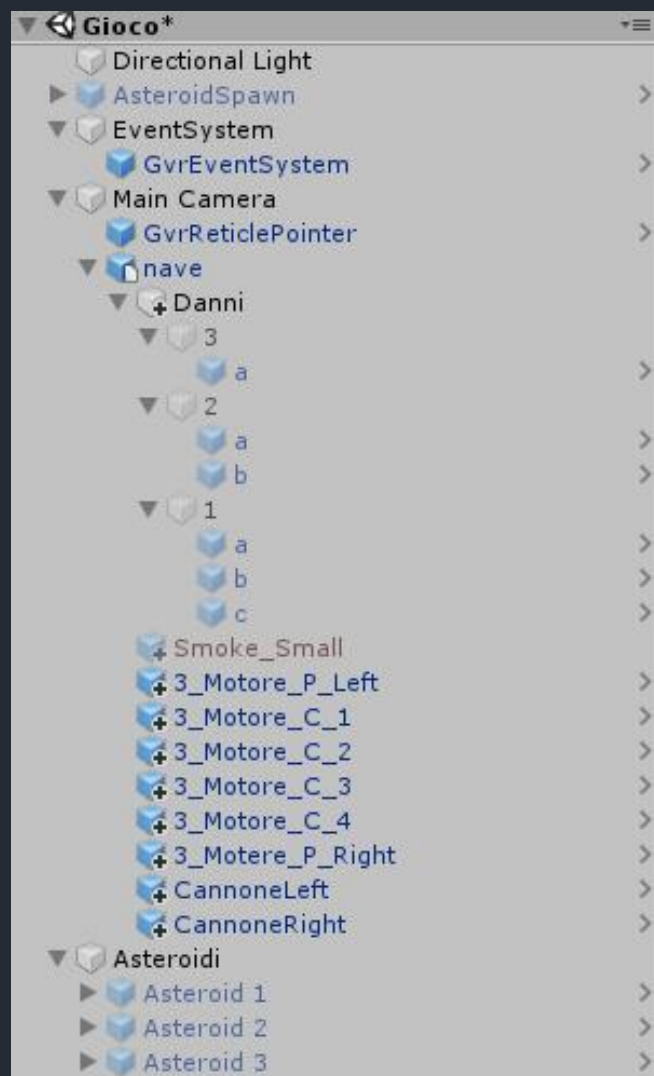 Gioco*
Directional Light
AsteroidSpawn
EventSystem
GvrEventSystem
Main Camera
GvrReticlePointer
nave
Danni
3
a
2
a
b
1
a
b
c
Smoke_Small
3_Motore_P_Left
3_Motore_C_1
3_Motore_C_2
3_Motore_C_3
3_Motore_C_4
3_Motere_P_Right
CannoneLeft
CannoneRight
Asteroidi
Asteroid 1
Asteroid 2
Asteroid 3